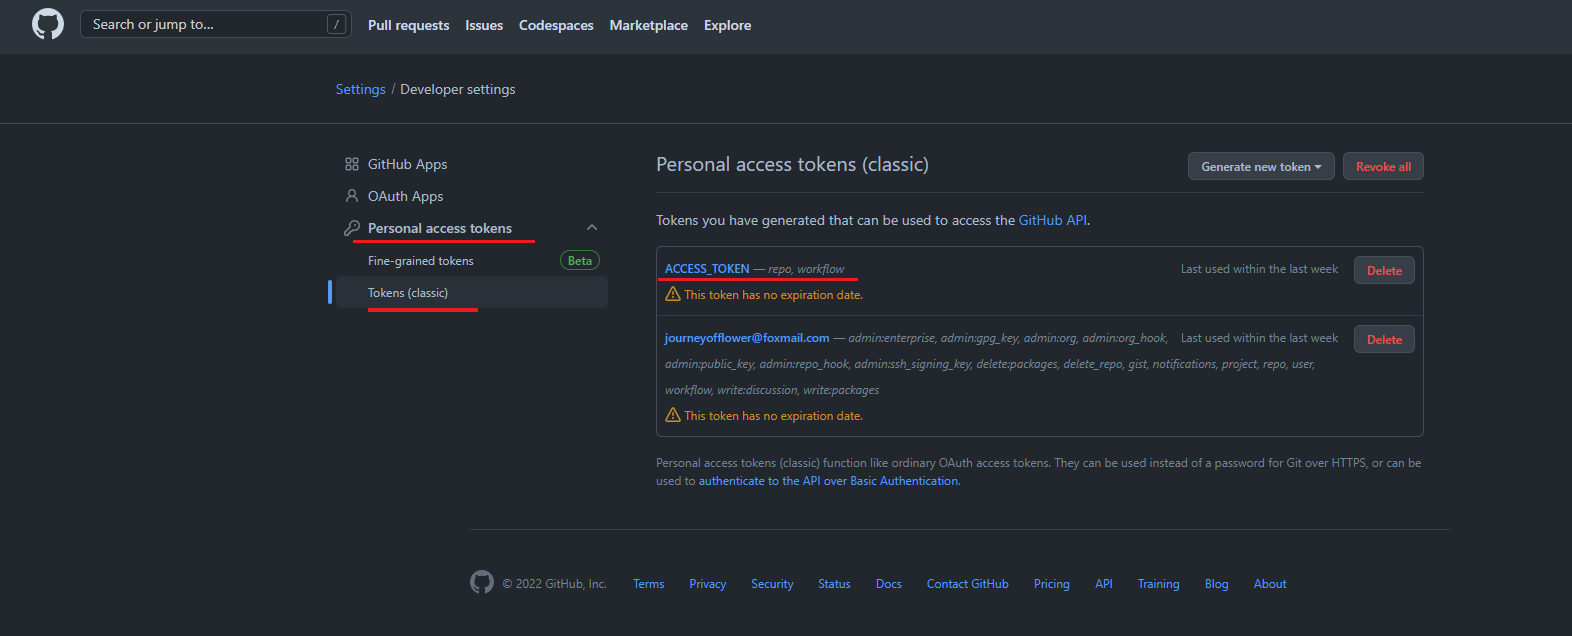 Search or jump to... /
Pull requests Issues Codespaces Marketplace Explore
Settings / Developer settings
GitHub Apps
OAuth Apps
Personal access tokens
Fine-grained tokens Beta
Tokens (classic)
Personal access tokens (classic)
Generate new token Revoke all
Tokens you have generated that can be used to access the GitHub API.
ACCESS_TOKEN — repo, workflow Last used within the last week Delete
This token has no expiration date.
journeyofflower@foxmail.com — admin:enterprise, admin:gpg_key, admin:org, admin:org_hook, Last used within the last week Delete
admin:public_key, admin:repo_hook, admin:ssh_signing_key, delete:packages, delete_repo, gist, notifications, project, repo, user,
workflow, write:discussion, write:packages
This token has no expiration date.
Personal access tokens (classic) function like ordinary OAuth access tokens. They can be used instead of a password for Git over HTTPS, or can be
used to authenticate to the API over Basic Authentication.
© 2022 GitHub, Inc. Terms Privacy Security Status Docs Contact GitHub Pricing API Training Blog About